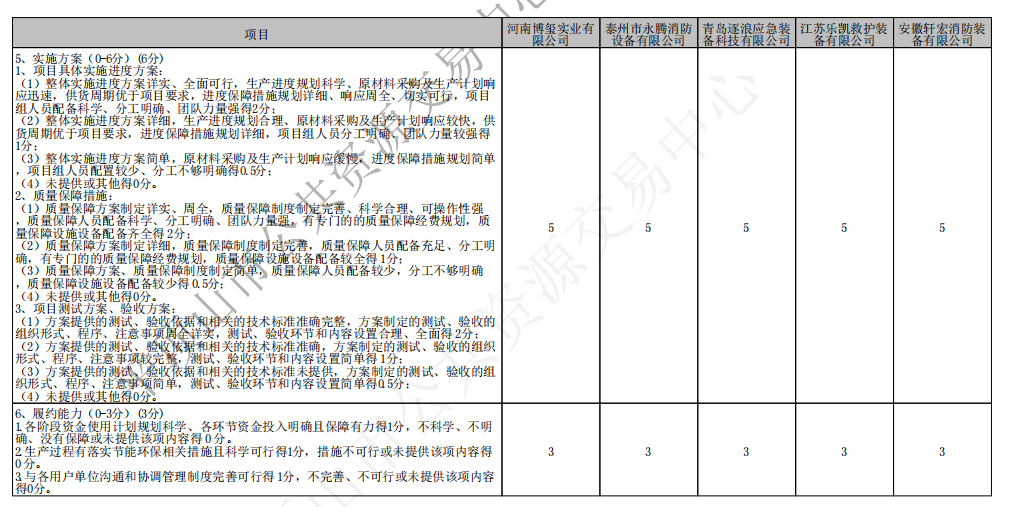 项目
河南博玺实业有
限公司
泰州市永腾消防
设备有限公司
青岛逐浪应急装
备科技有限公司
江苏乐凯救护装
备有限公司
安徽轩宏消防装
备有限公司
5、实施方案（0-6分）(6分)
1、项目具体实施进度方案：
（1）整体实施进度方案详实、全面可行，生产进度规划科学、原材料采购及生产计划响
应迅速，供货周期优于项目要求，进度保障措施规划详细、响应周全、切实可行，项目
组人员配备科学、分工明确、团队力量强得2分；
（2）整体实施进度方案详细，生产进度规划合理、原材料采购及生产计划响应较快，供
货周期优于项目要求，进度保障措施规划详细，项目组人员分工明确、团队力量较强得
1分；
（3）整体实施进度方案简单，原材料采购及生产计划响应缓慢，进度保障措施规划简单
，项目组人员配置较少、分工不够明确得0.5分；
（4）未提供或其他得0分。
2、质量保障措施：
（1）质量保障方案制定详实、周全，质量保障制度制定完善、科学合理、可操作性强
，质量保障人员配备科学、分工明确、团队力量强，有专门的的质量保障经费规划，质
量保障设施设备配备齐全得 2分；
（2）质量保障方案制定详细，质量保障制度制定完善，质量保障人员配备充足、分工明
确，有专门的的质量保障经费规划，质量保障设施设备配备较全得 1分；
（3）质量保障方案、质量保障制度制定简单，质量保障人员配备较少，分工不够明确
，质量保障设施设备配备较少得 0.5分；
（4）未提供或其他得0分。
3、项目测试方案、验收方案：
（1）方案提供的测试、验收依据和相关的技术标准准确完整，方案制定的测试、验收的
组织形式、程序、注意事项周全详实，测试、验收环节和内容设置合理、全面得 2分；
（2）方案提供的测试、验收依据和相关的技术标准准确，方案制定的测试、验收的组织
形式、程序、注意事项较完整，测试、验收环节和内容设置简单得 1分；
（3）方案提供的测试、验收依据和相关的技术标准未提供，方案制定的测试、验收的组
织形式、程序、注意事项简单，测试、验收环节和内容设置简单得0.5分；
（4）未提供或其他得0分。
5
5
5
5
5
6、履约能力（0-3分）(3分)
1.各阶段资金使用计划规划科学、各环节资金投入明确且保障有力得1分，不科学、不明
确、没有保障或未提供该项内容得 0分。
2.生产过程有落实节能环保相关措施且科学可行得1分，措施不可行或未提供该项内容得
0分。
3.与各用户单位沟通和协调管理制度完善可行得 1分，不完善、不可行或未提供该项内容
得0分。
3
3
3
3
3